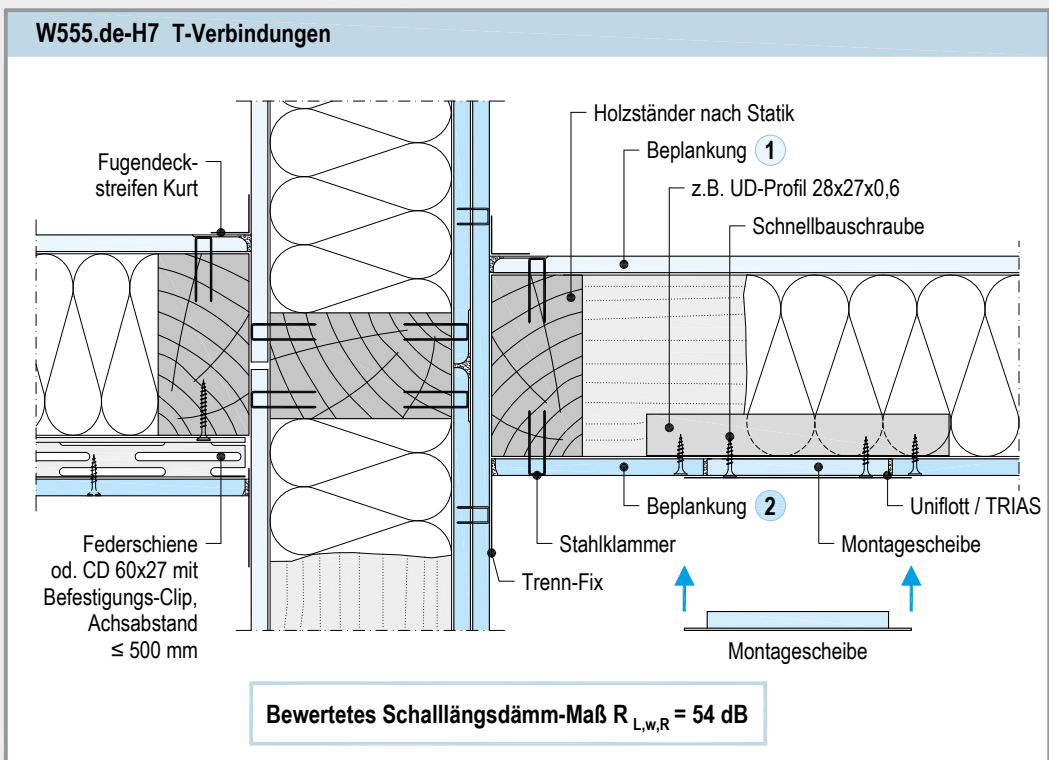 W555.de-H7 T-Verbindungen
Holzständer nach Statik
Beplankung 1
z.B. UD-Profil 28x27x0,6
Schnellbauschraube
Fugendeck-
streifen Kurt
Beplankung 2
Uniflott / TRIAS
Stahlklammer
Montagescheibe
Trenn-Fix
Federschiene
od. CD 60x27 mit
Befestigungs-Clip,
Achsabstand
≤ 500 mm
Montagescheibe
Bewertetes Schalllängsdämm-Maß R L,w,R = 54 dB